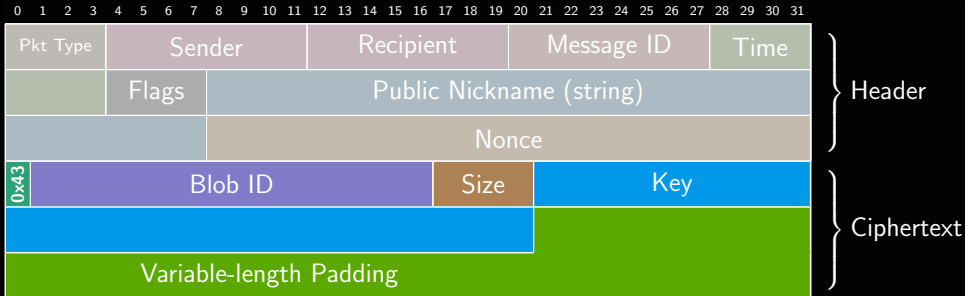 0 1 2 3 4 5 6 7 8 9 10 11 12 13 14 15 16 17 18 19 20 21 22 23 24 25 26 27 28 29 30 31
Pkt Type Sender Recipient Message ID Time
Flags Public Nickname (string) Header
Nonce
0x43 Blob ID Size Key
Ciphertext
Variable-length Padding